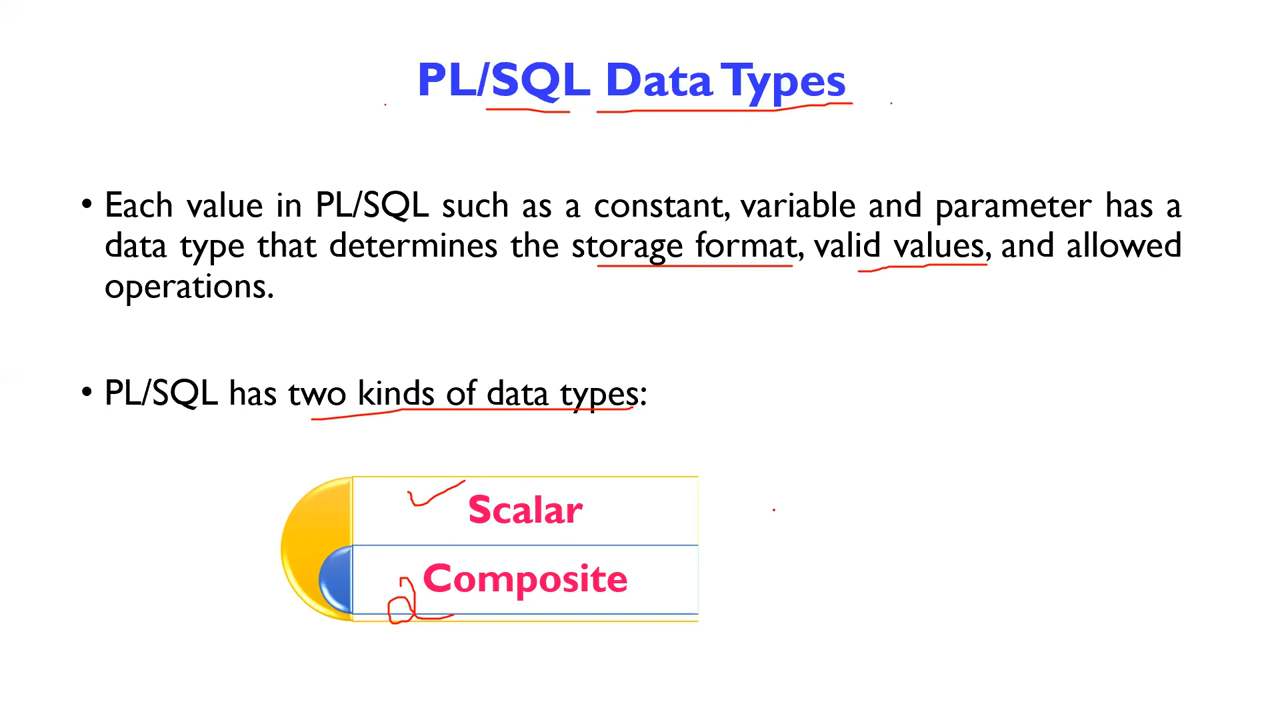 PL/SQL Data Types
• Each value in PL/SQL such as a constant, variable and parameter has a
data type that determines the storage format, valid values, and allowed
operations.
• PL/SQL has two kinds of data types:
Scalar
Composite
2